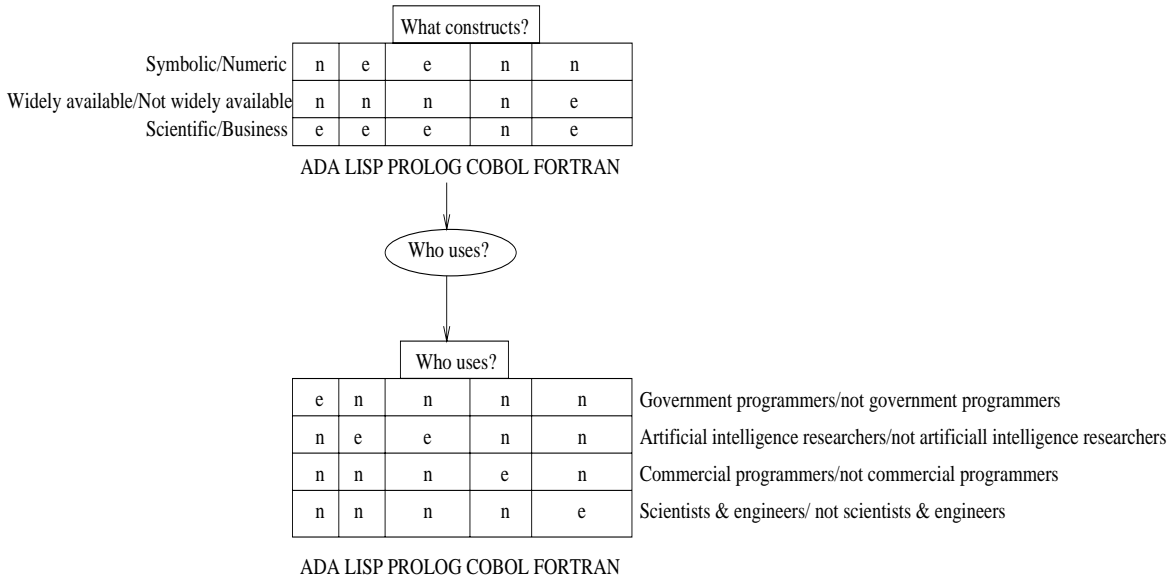 What constructs?
Symbolic/Numeric n e e n n
Widely available/Not widely available n n n n e
Scientific/Business e e e n e
ADA LISP PROLOG COBOL FORTRAN
Who uses?
Who uses?
e n n n n Government programmers/not government programmers
n e e n n Artificial intelligence researchers/not artificiall intelligence researchers
n n n e n Commercial programmers/not commercial programmers
n n n n e Scientists & engineers/ not scientists & engineers
ADA LISP PROLOG COBOL FORTRAN